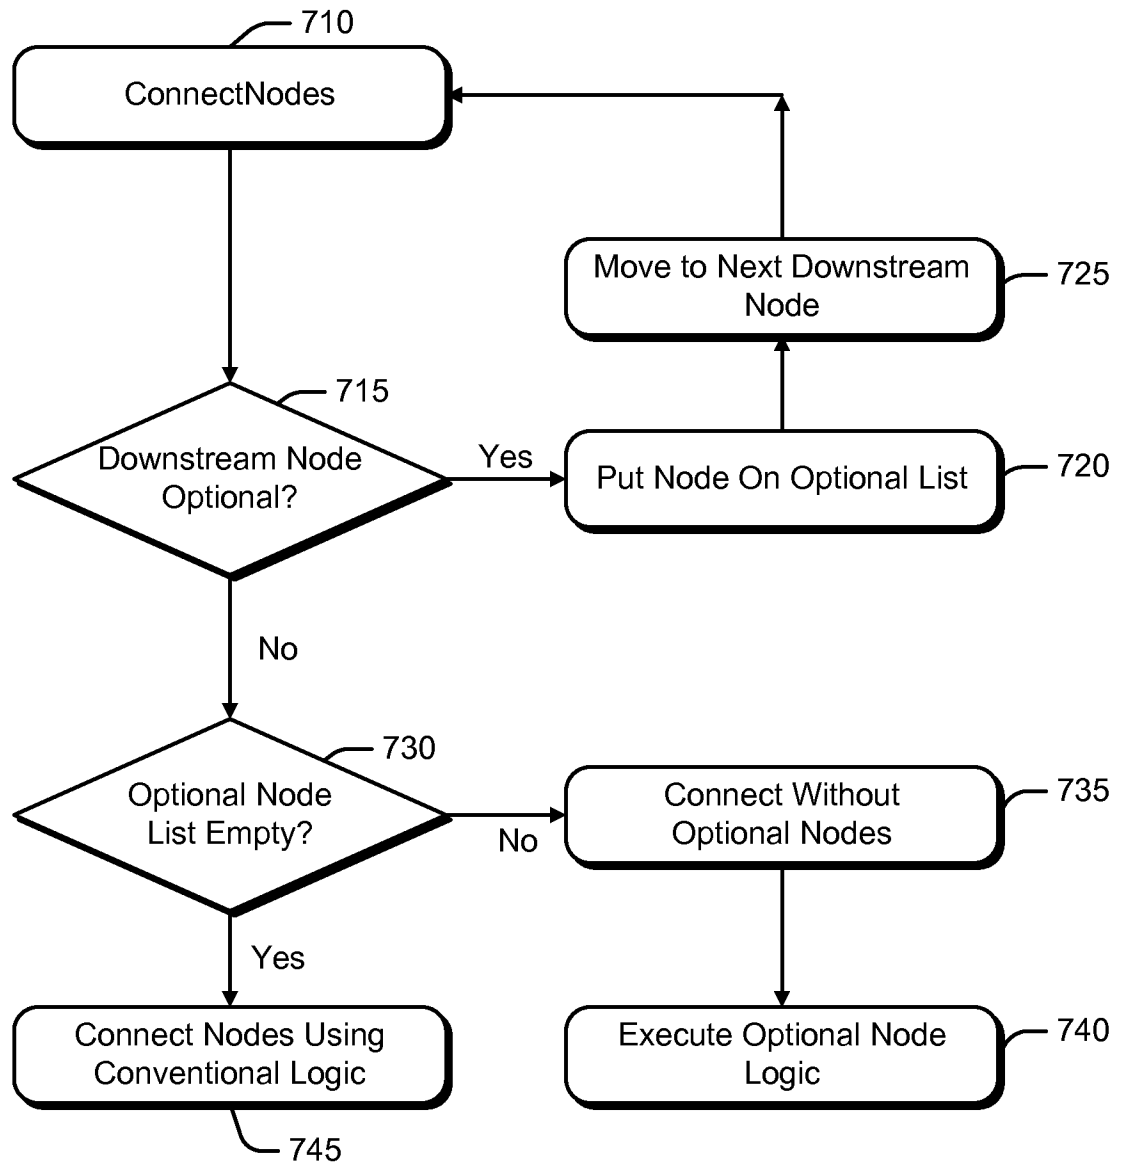 710
ConnectNodes
Move to Next Downstream
Node
725
715
Downstream Node
Optional?
Yes
Put Node On Optional List
720
No
730
Optional Node
List Empty?
No
Connect Without
Optional Nodes
735
Yes
Connect Nodes Using
Conventional Logic
745
Execute Optional Node
Logic
740